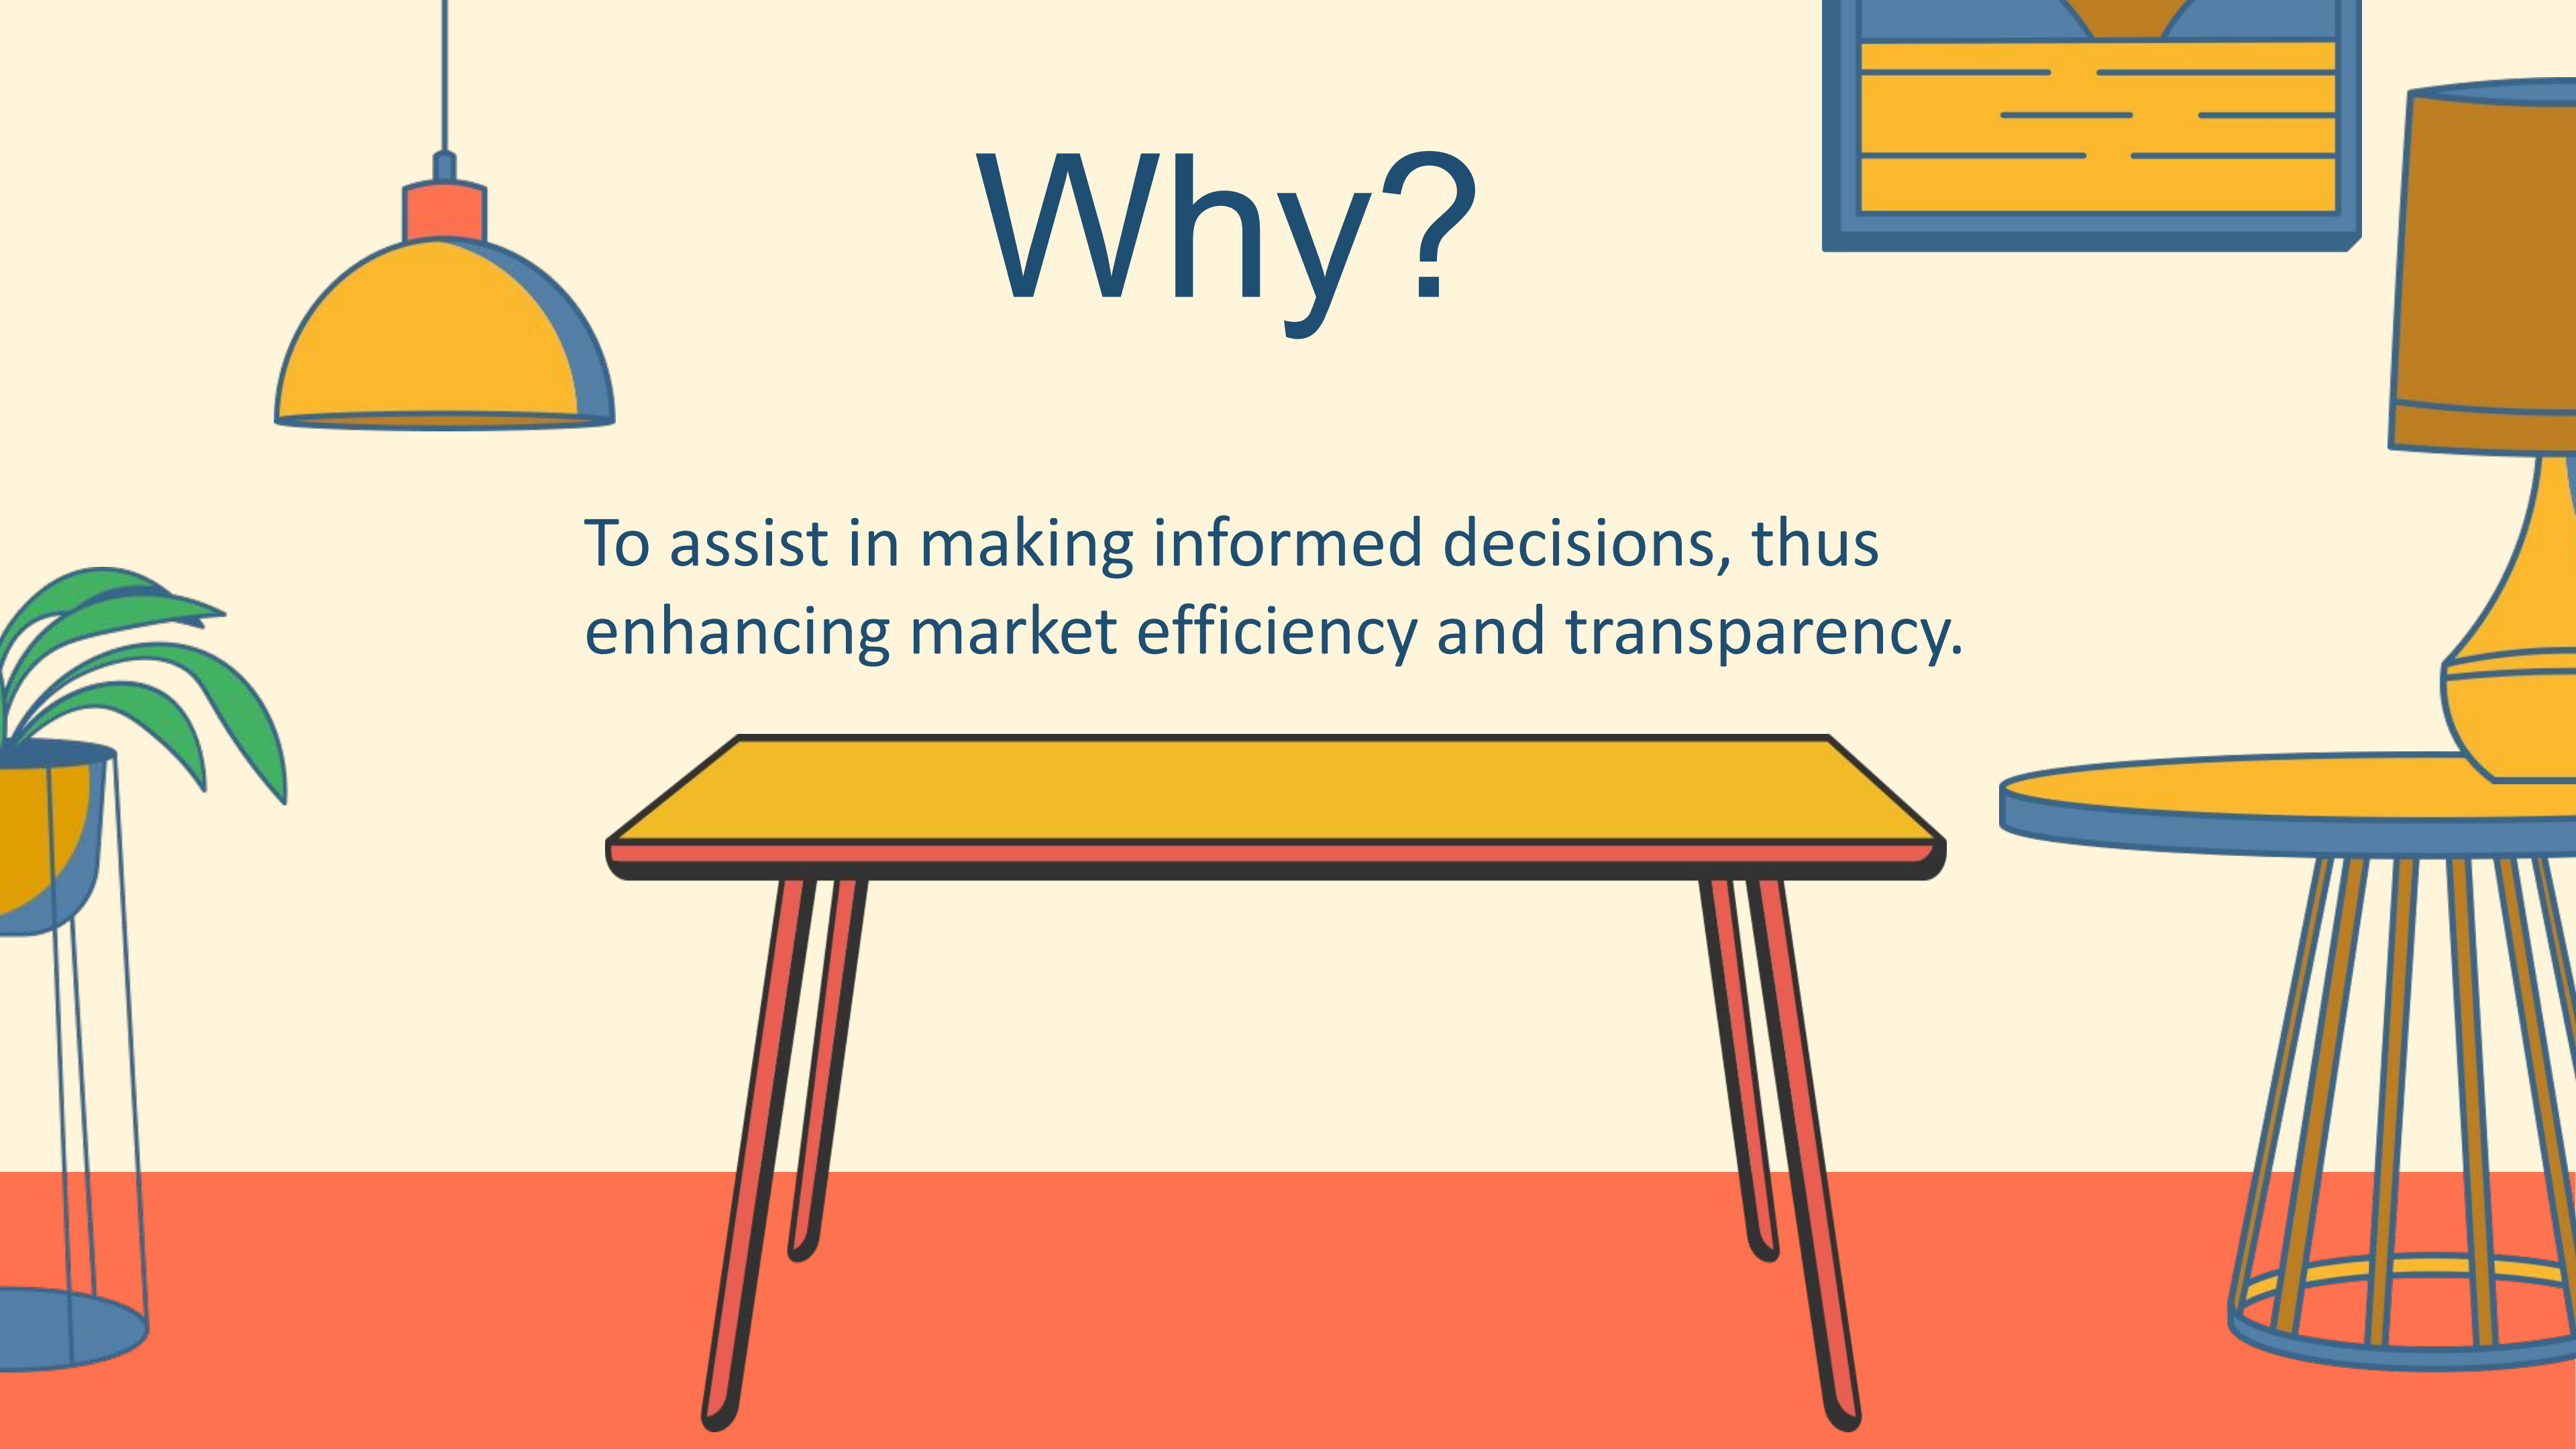 Why?
To assist in making informed decisions, thus
enhancing market efficiency and transparency.